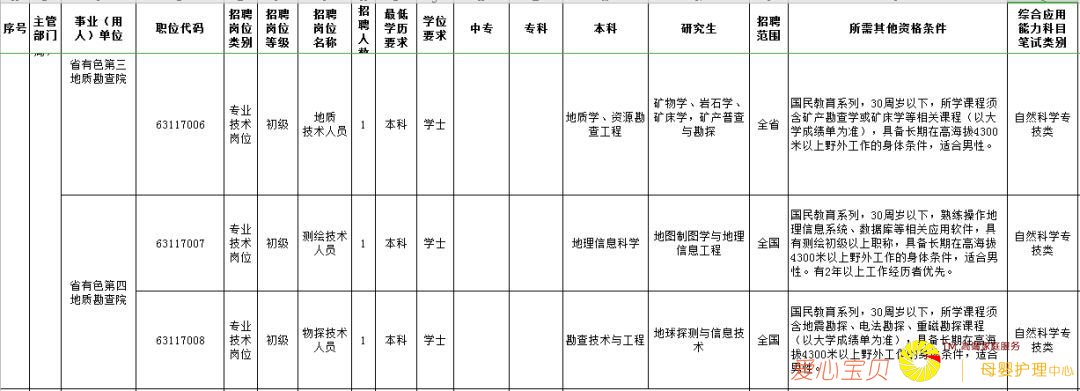 序号
主管
部门
事业（用
人）单位
职位代码
招聘
岗位
类别
招聘
岗位
等级
招聘
岗位
名称
招
聘
人
数
最低
学历
要求
学位
要求
中专
专科
本科
研究生
招聘
范围
所需其他资格条件
综合应用
能力科目
笔试类别
省有色第三
地质勘查院
63117006
专业
技术
岗位
初级
地质
技术人员
1
本科
学士
地质学、资源勘
查工程
矿物学、岩石学、
矿床学，矿产普查
与勘探
全省
国民教育系列，30周岁以下，所学课程须
含矿产勘查学或矿床学等相关课程（以大
学成绩单为准），具备长期在高海拔4300
米以上野外工作的身体条件，适合男性。
自然科学专
技类
省有色第四
地质勘查院
63117007
专业
技术
岗位
初级
测绘技术
人员
1
本科
学士
地理信息科学
地图制图学与地理
信息工程
全国
国民教育系列，30周岁以下，熟练操作地
理信息系统、数据库等相关应用软件，具
有测绘初级以上职称，具备长期在高海拔
4300米以上野外工作的身体条件，适合男
性。有2年以上工作经历者优先。
自然科学专
技类
63117008
专业
技术
岗位
初级
物探技术
人员
1
本科
学士
勘查技术与工程
地球探测与信息技
术
全国
国民教育系列，30周岁以下，所学课程须
含地震勘探、电法勘探、重磁勘探课程
（以大学成绩单为准），具备长期在高海
拔4300米以上野外工作的身体条件，适合
男性。
自然科学专
技类
爱心宝贝
母婴护理中心